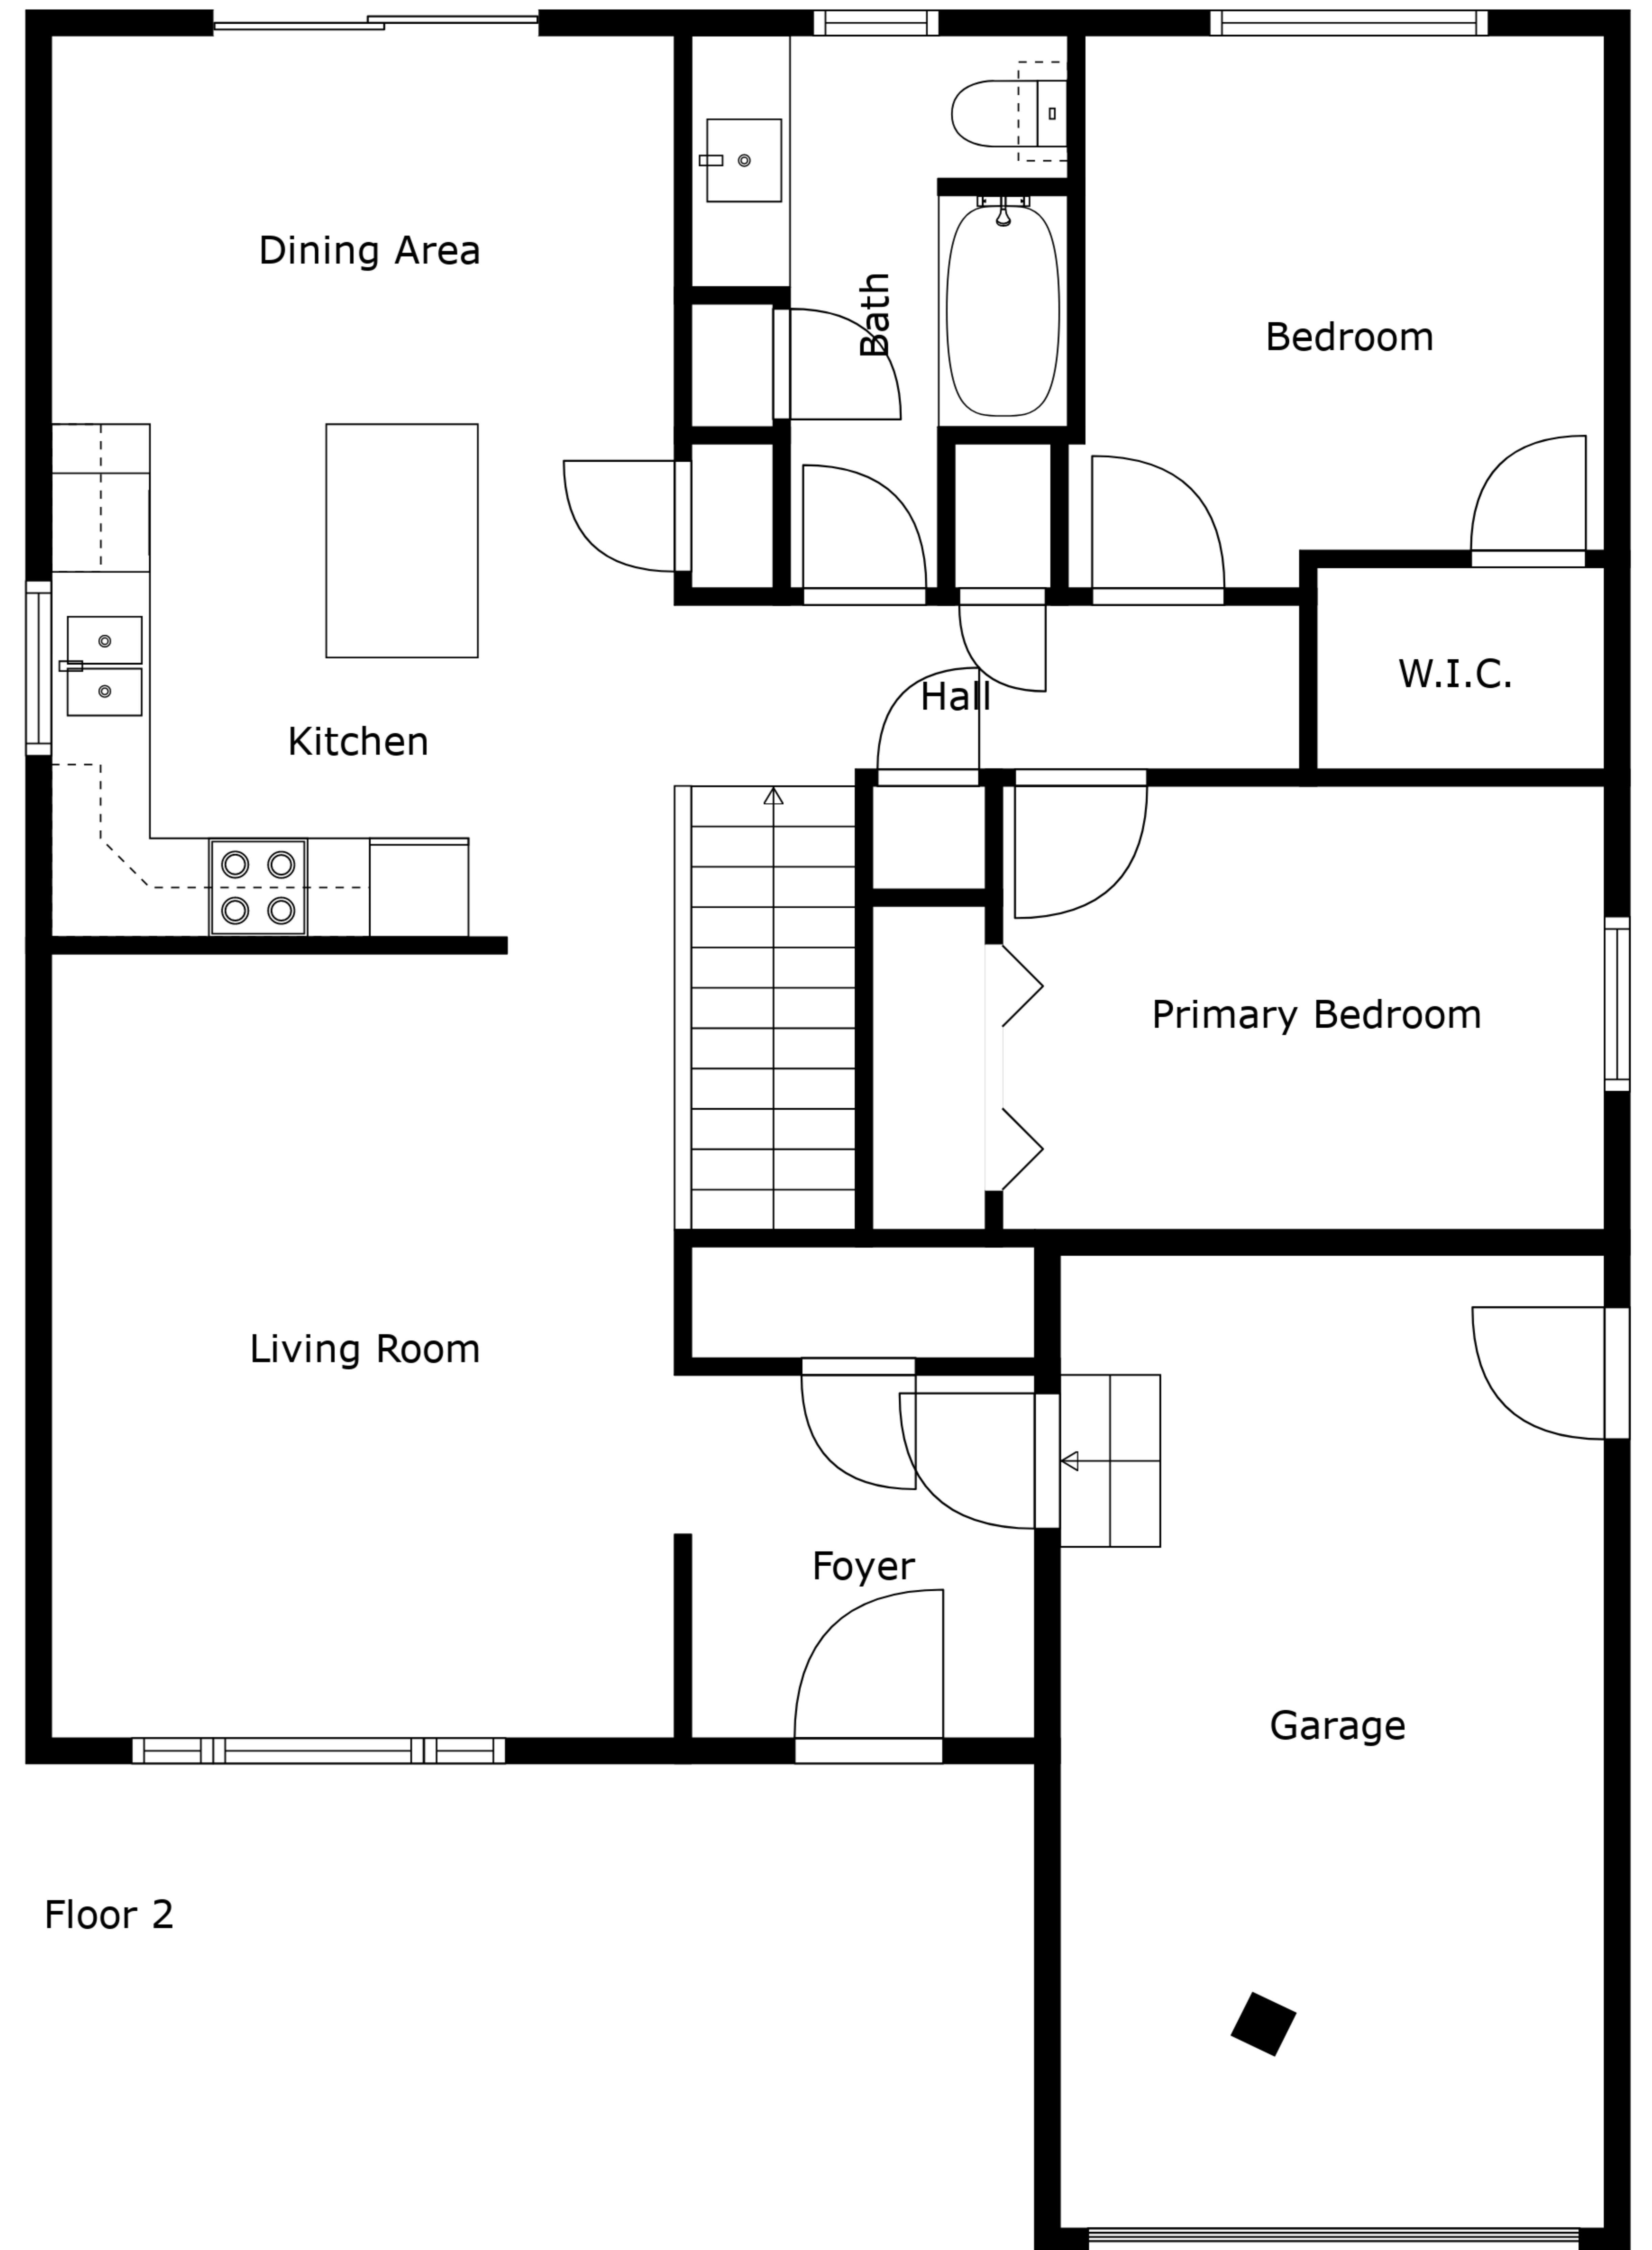 Dining Area
Bath
Bedroom
W.I.C.
Hall
Kitchen
Primary Bedroom
Living Room
Foyer
Garage
Floor 2